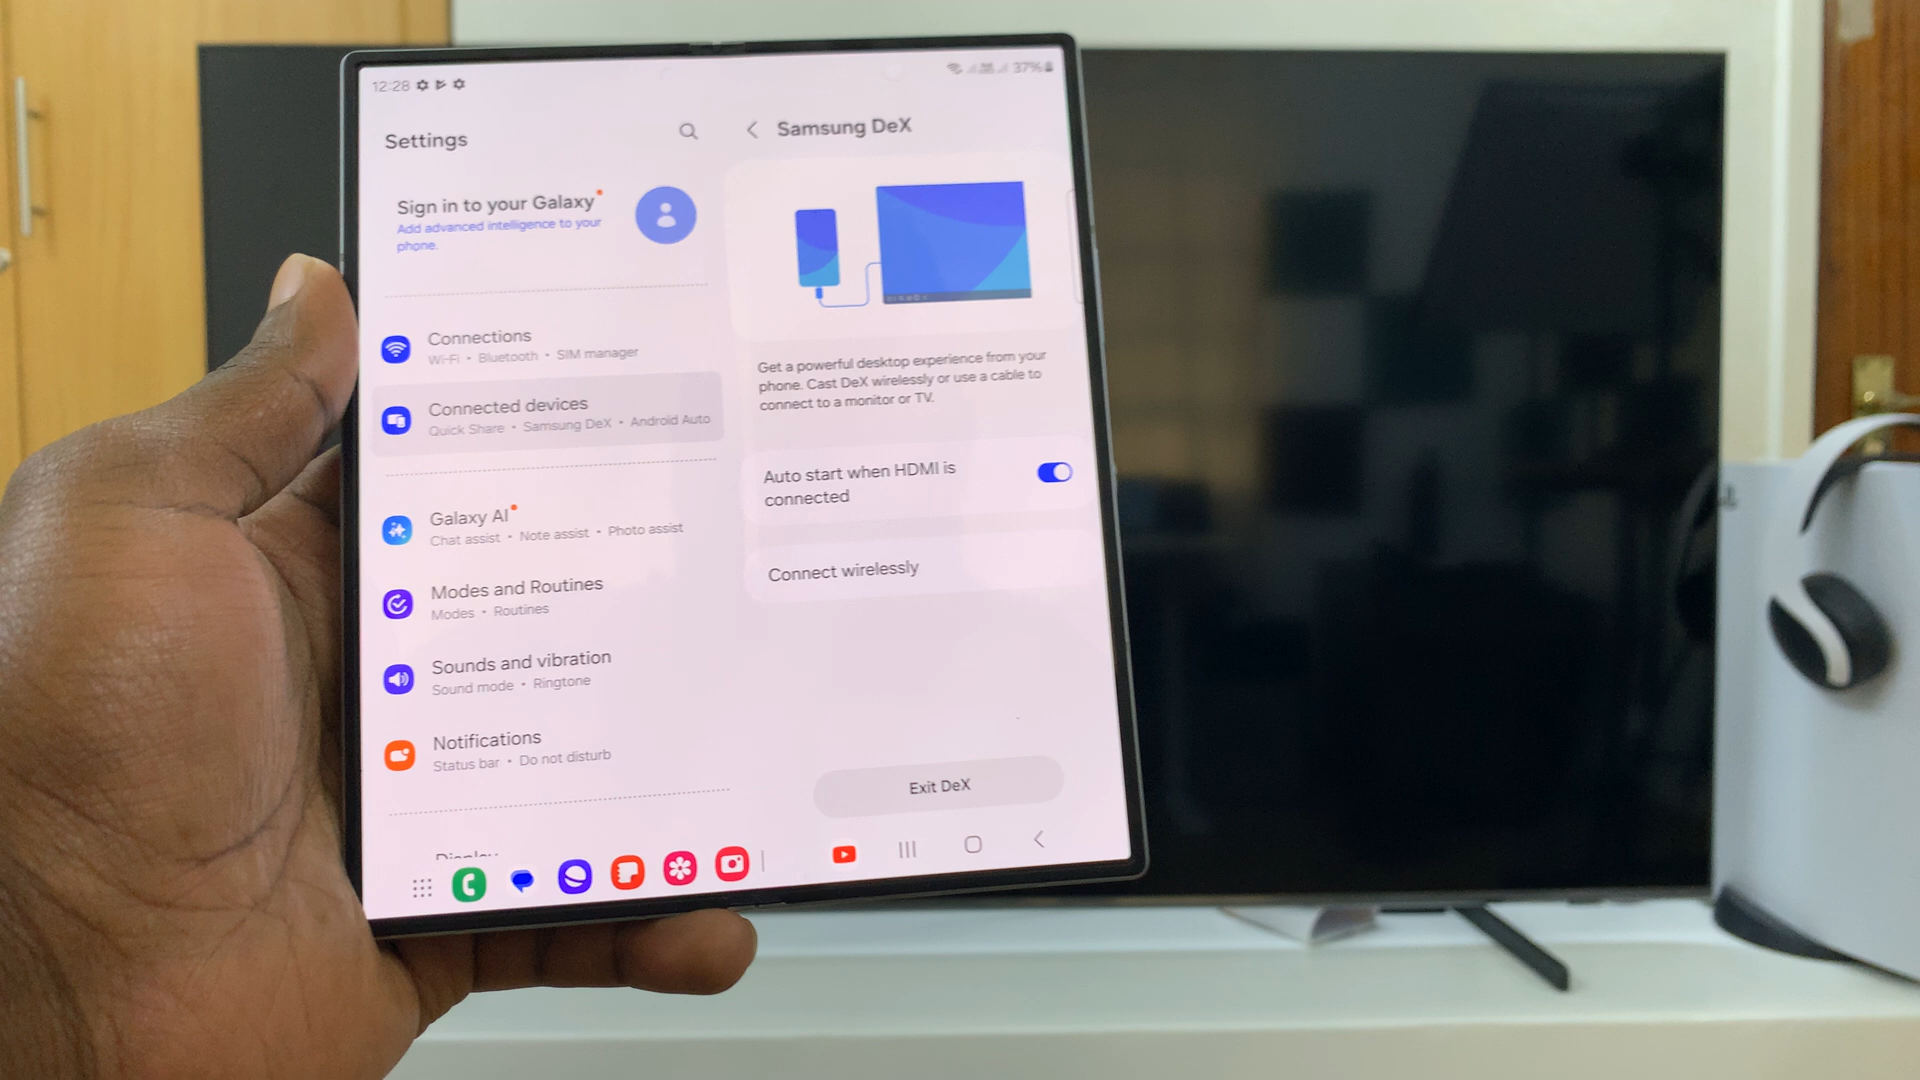 12:28
37%
Settings
Sign in to your Galaxy
Add advanced intelligence to your
phone.
Connections
Wi-Fi • Bluetooth • SIM manager
Connected devices
Quick Share • Samsung DeX • Android Auto
Galaxy AI
Chat assist • Note assist • Photo assist
Modes and Routines
Modes • Routines
Sounds and vibration
Sound mode • Ringtone
Notifications
Status bar • Do not disturb
Display
Samsung DeX
Get a powerful desktop experience from your
phone. Cast DeX wirelessly or use a cable to
connect to a monitor or TV.
Auto start when HDMI is
connected
Connect wirelessly
Exit DeX